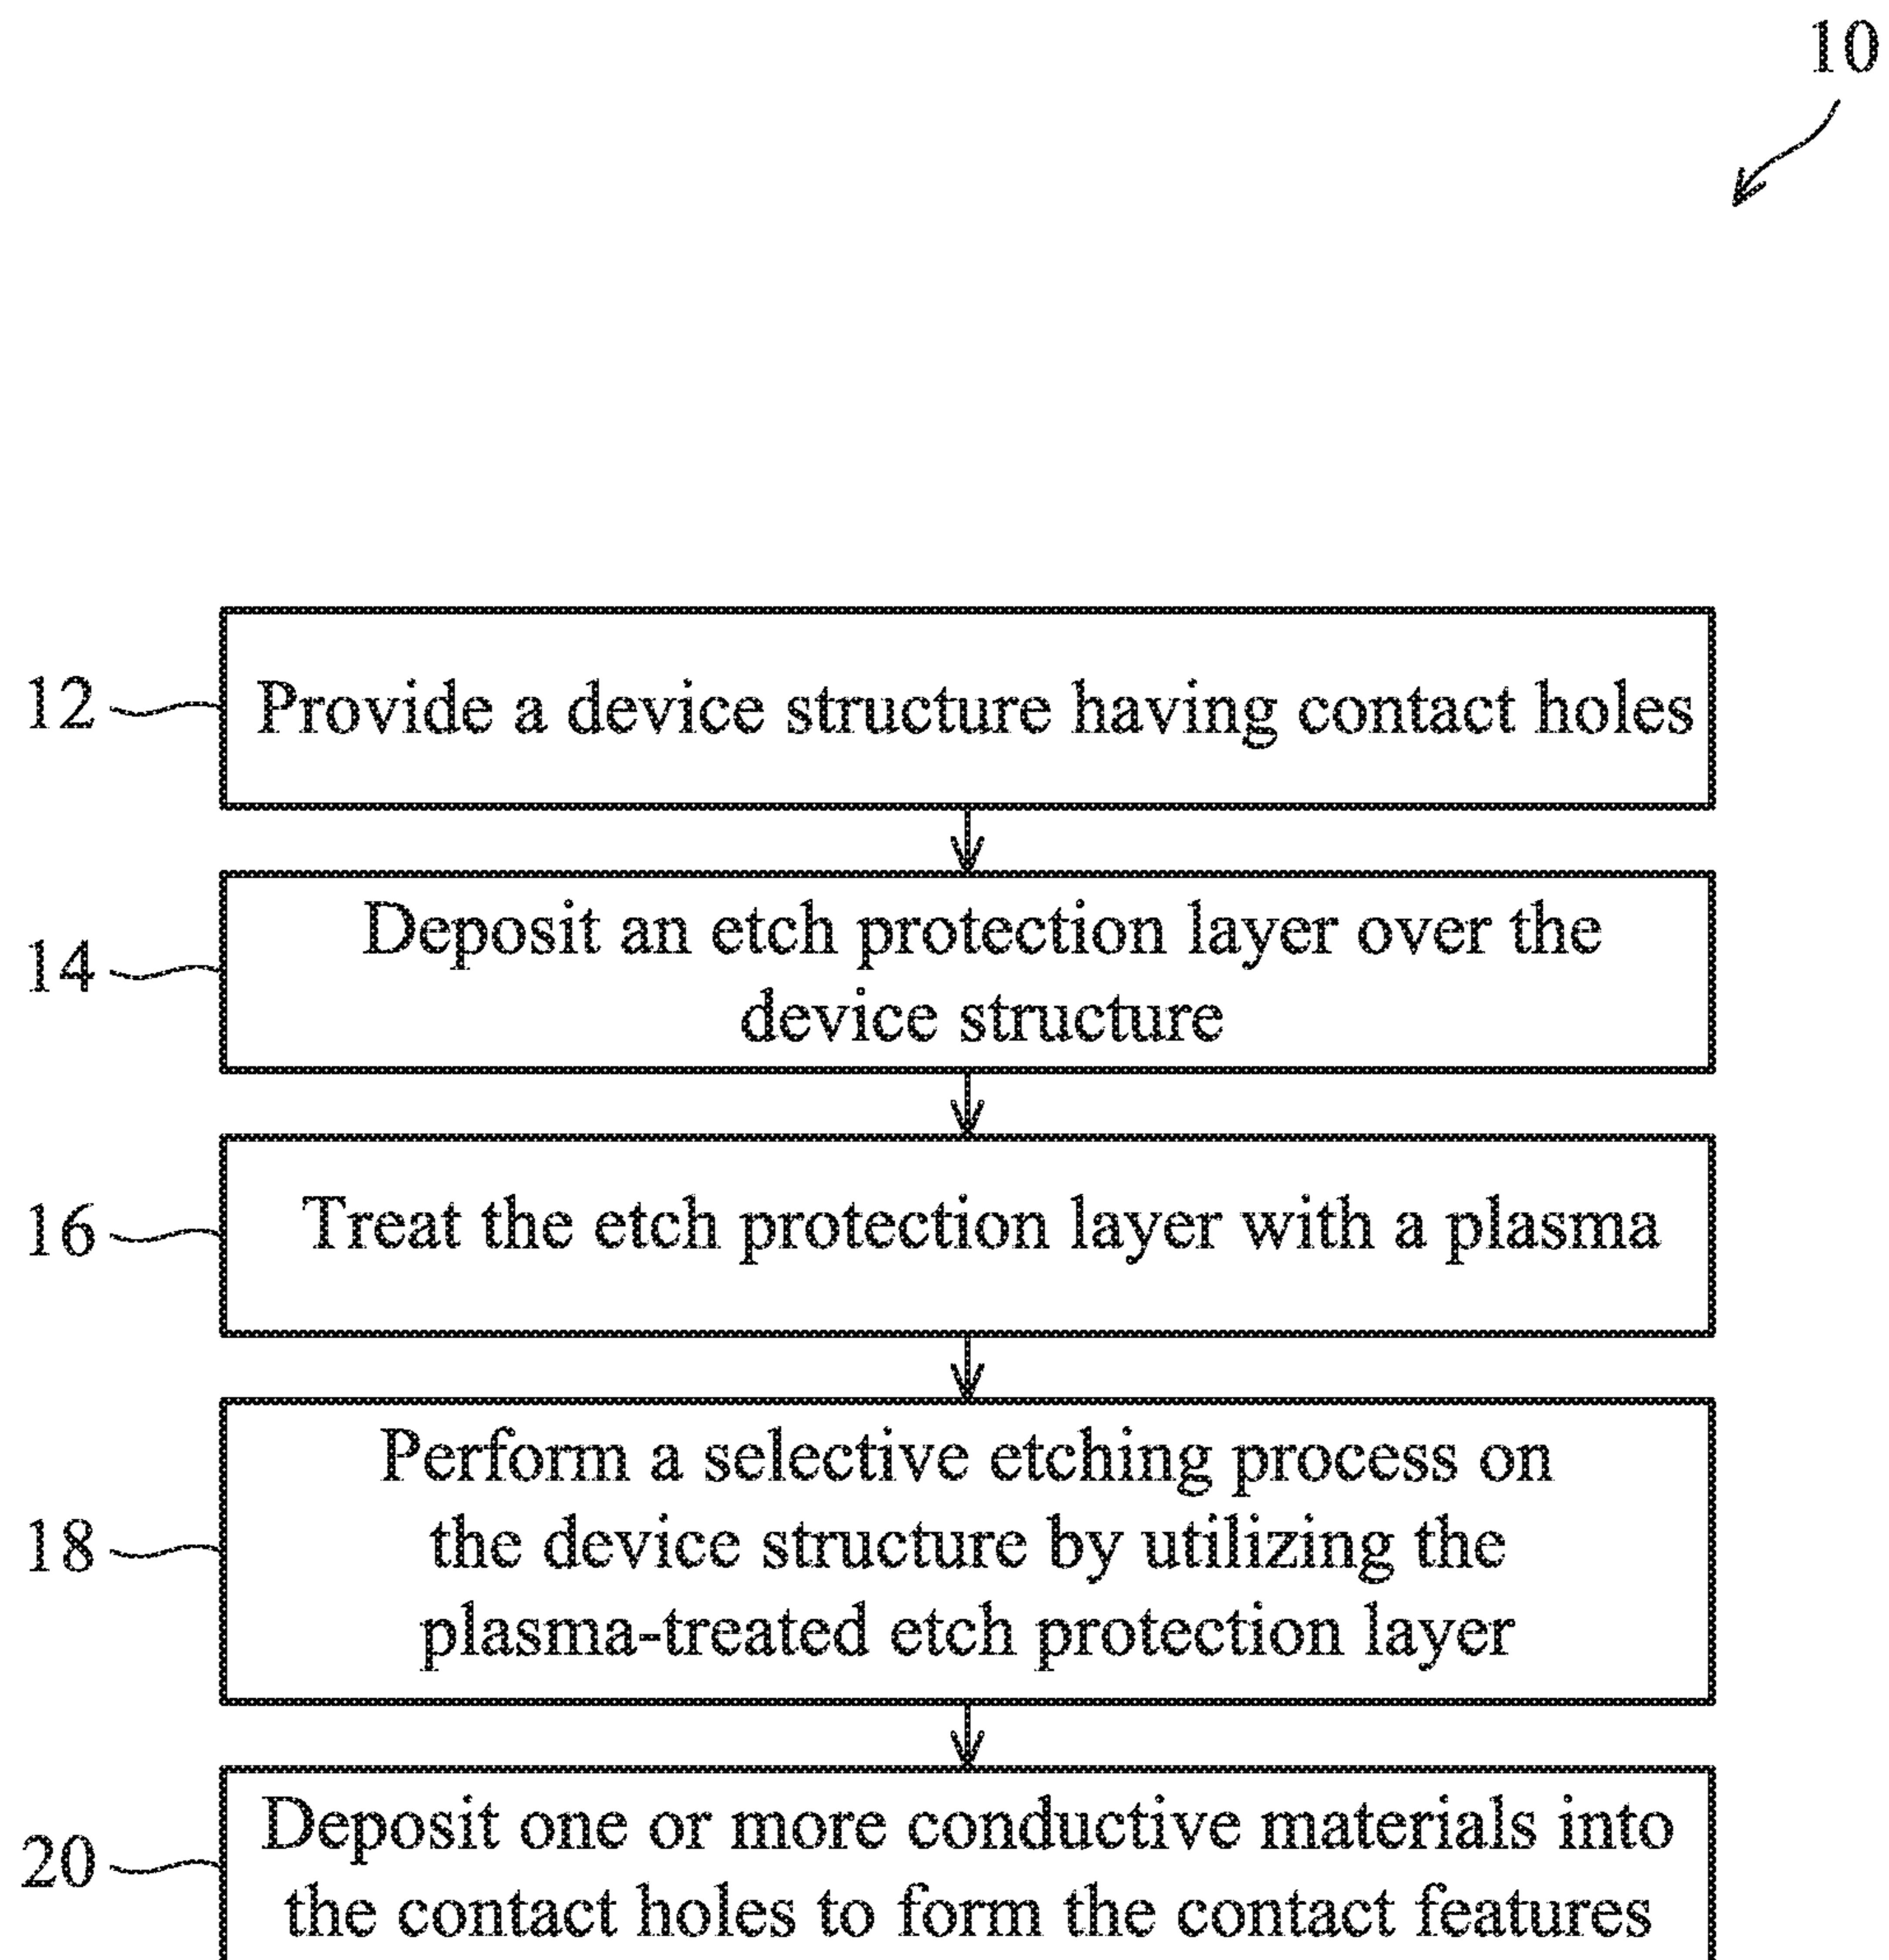 10
12
Provide a device structure having contact holes
14
Deposit an etch protection layer over the
device structure
16
Treat the etch protection layer with a plasma
18
Perform a selective etching process on
the device structure by utilizing the
plasma-treated etch protection layer
20
Deposit one or more conductive materials into
the contact holes to form the contact features